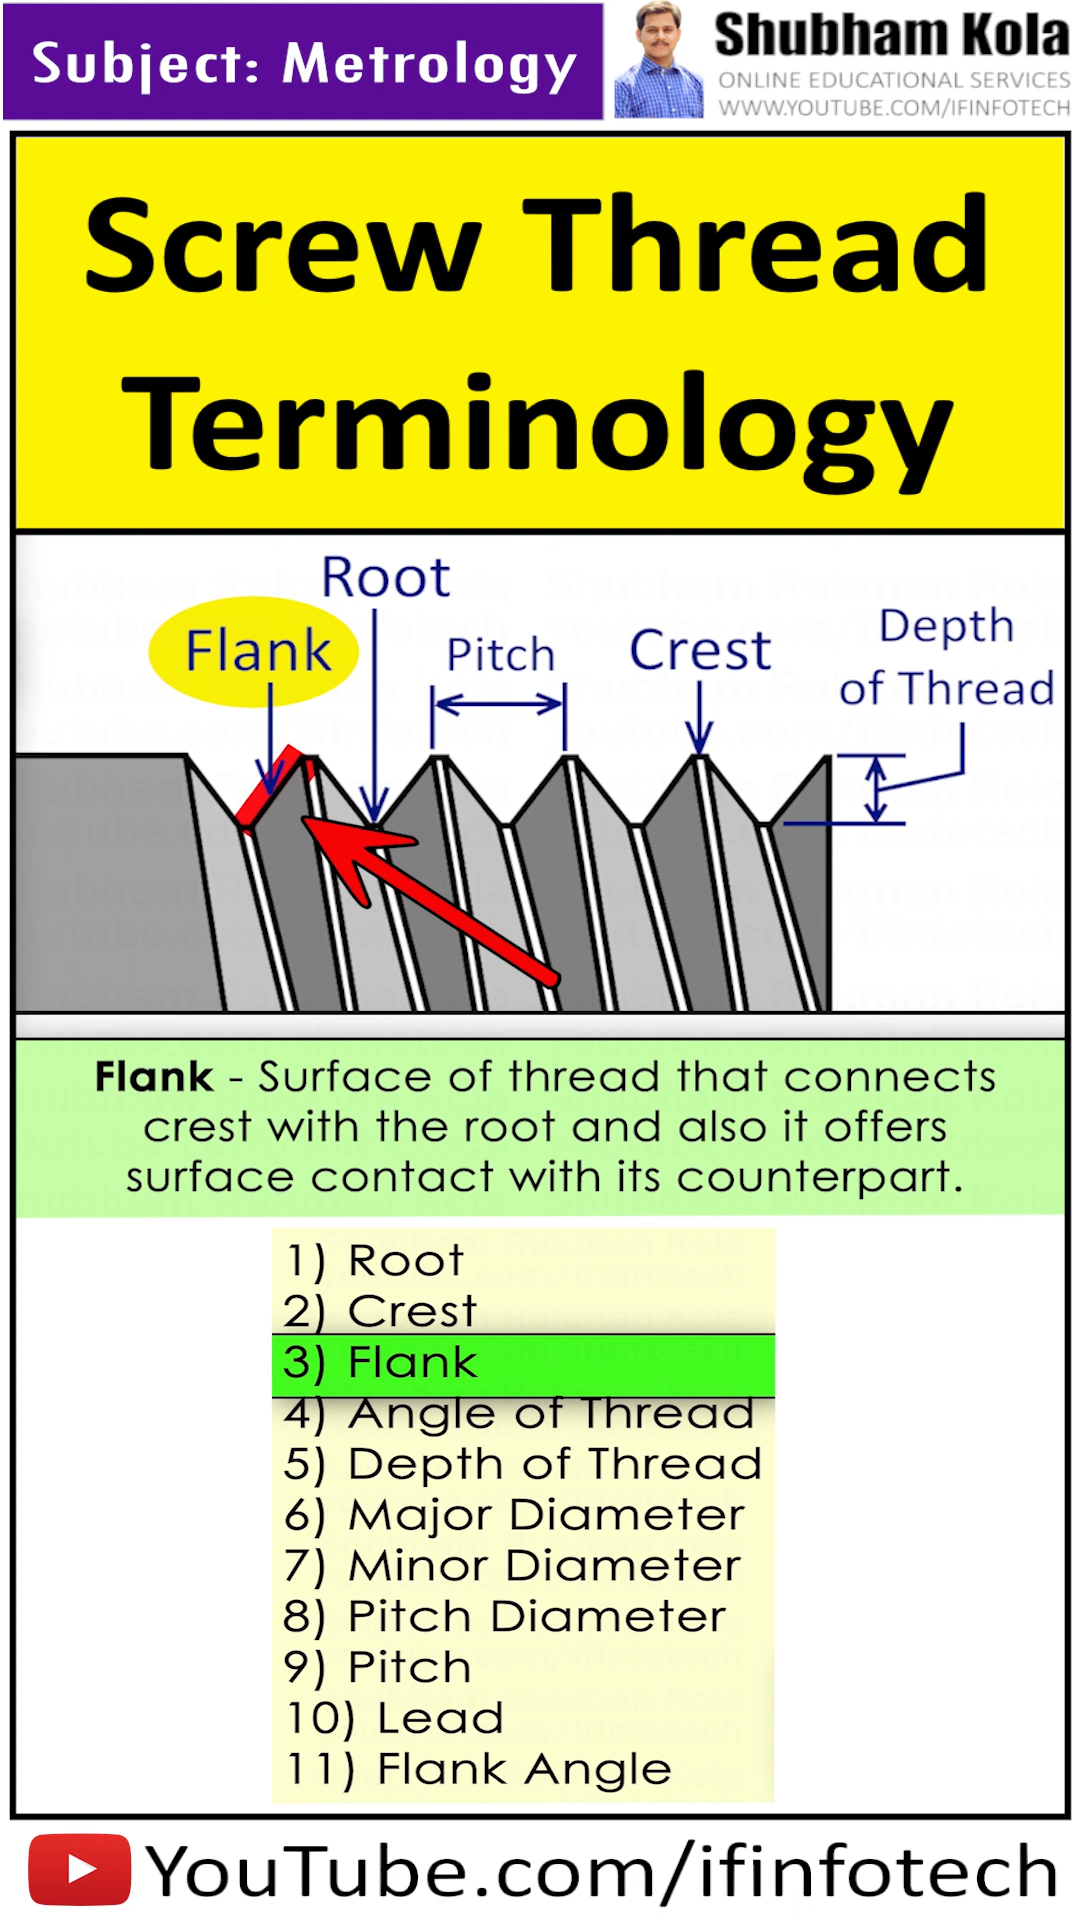 Subject: Metrology
Shubham Kola
ONLINE EDUCATIONAL SERVICES
WWW.YOUTUBE.COM/IFINFOTECH
Screw Thread
Terminology
Root
Flank
Pitch
Crest
Depth
of Thread
Flank - Surface of thread that connects
crest with the root and also it offers
surface contact with its counterpart.
1) Root
2) Crest
3) Flank
4) Angle of Thread
5) Depth of Thread
6) Major Diameter
7) Minor Diameter
8) Pitch Diameter
9) Pitch
10) Lead
11) Flank Angle
YouTube.com/ifinfotech